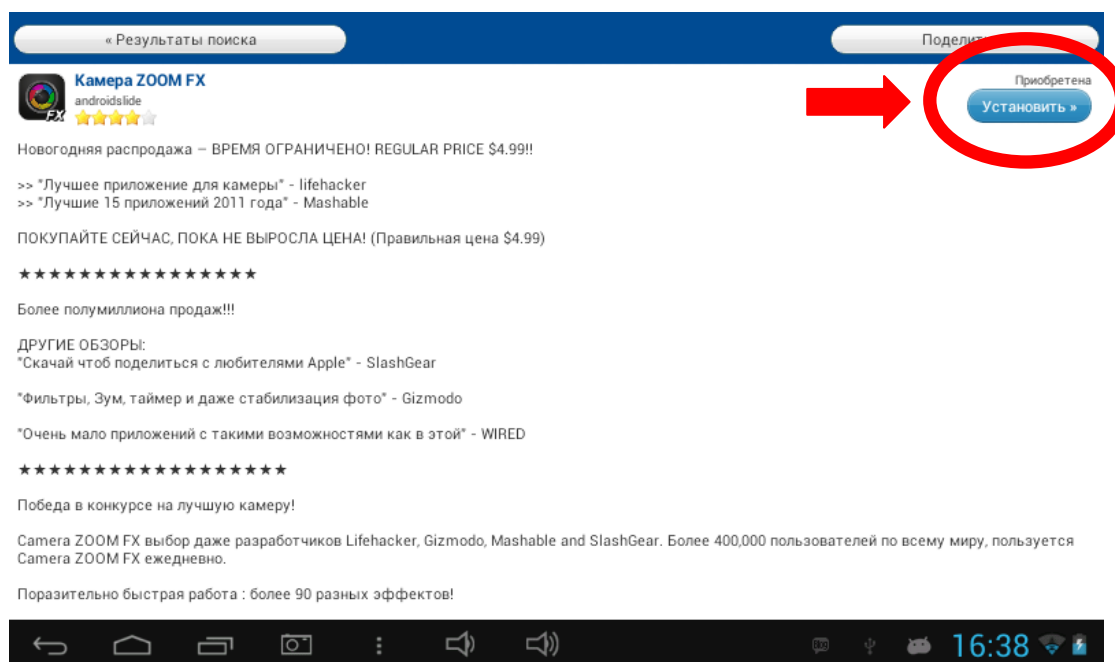 « Результаты поиска
Камера ZOOM FX
androidslide
FX
Приобретена
Установить »
Новогодняя распродажа – ВРЕМЯ ОГРАНИЧЕНО! REGULAR PRICE $4.99!!
>> "Лучшее приложение для камеры" - lifehacker
>> "Лучшие 15 приложений 2011 года" - Mashable
ПОКУПАЙТЕ СЕЙЧАС, ПОКА НЕ ВЫРОСЛА ЦЕНА! (Правильная цена $4.99)
★★★★★★★★★★★★★★★★
Более полумиллиона продаж!!!
ДРУГИЕ ОБЗОРЫ:
"Скачай чтоб поделиться с любителями Apple" - SlashGear
"Фильтры, Зум, таймер и даже стабилизация фото" - Gizmodo
"Очень мало приложений с такими возможностями как в этой" - WIRED
★★★★★★★★★★★★★★★★★★
Победа в конкурсе на лучшую камеру!
Camera ZOOM FX выбор даже разработчиков Lifehacker, Gizmodo, Mashable and SlashGear. Более 400,000 пользователей по всему миру, пользуется
Camera ZOOM FX ежедневно.
Поразительно быстрая работа : более 90 разных эффектов!
16:38